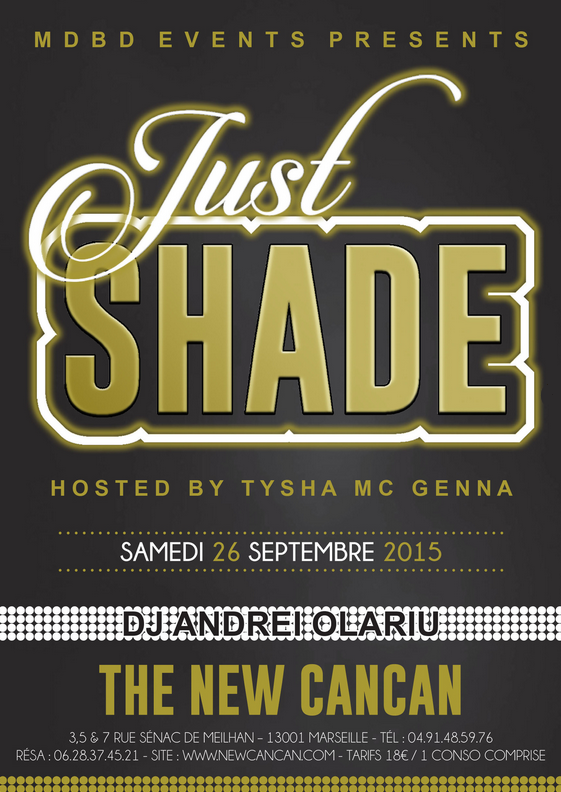 MDBD EVENTS PRESENTS
Just
SHADE
HOSTED BY TYSHA MC GENNA
SAMEDI 26 SEPTEMBRE 2015
DJ ANDREI OLARIU
THE NEW CANCAN
3,5 & 7 RUE SÉNAC DE MEILHAN – 13001 MARSEILLE - TÉL : 04.91.48.59.76
RÉSA : 06.28.37.45.21 - SITE : WWW.NEWCANCAN.COM - TARIFS 18€ / 1 CONSO COMPRISE